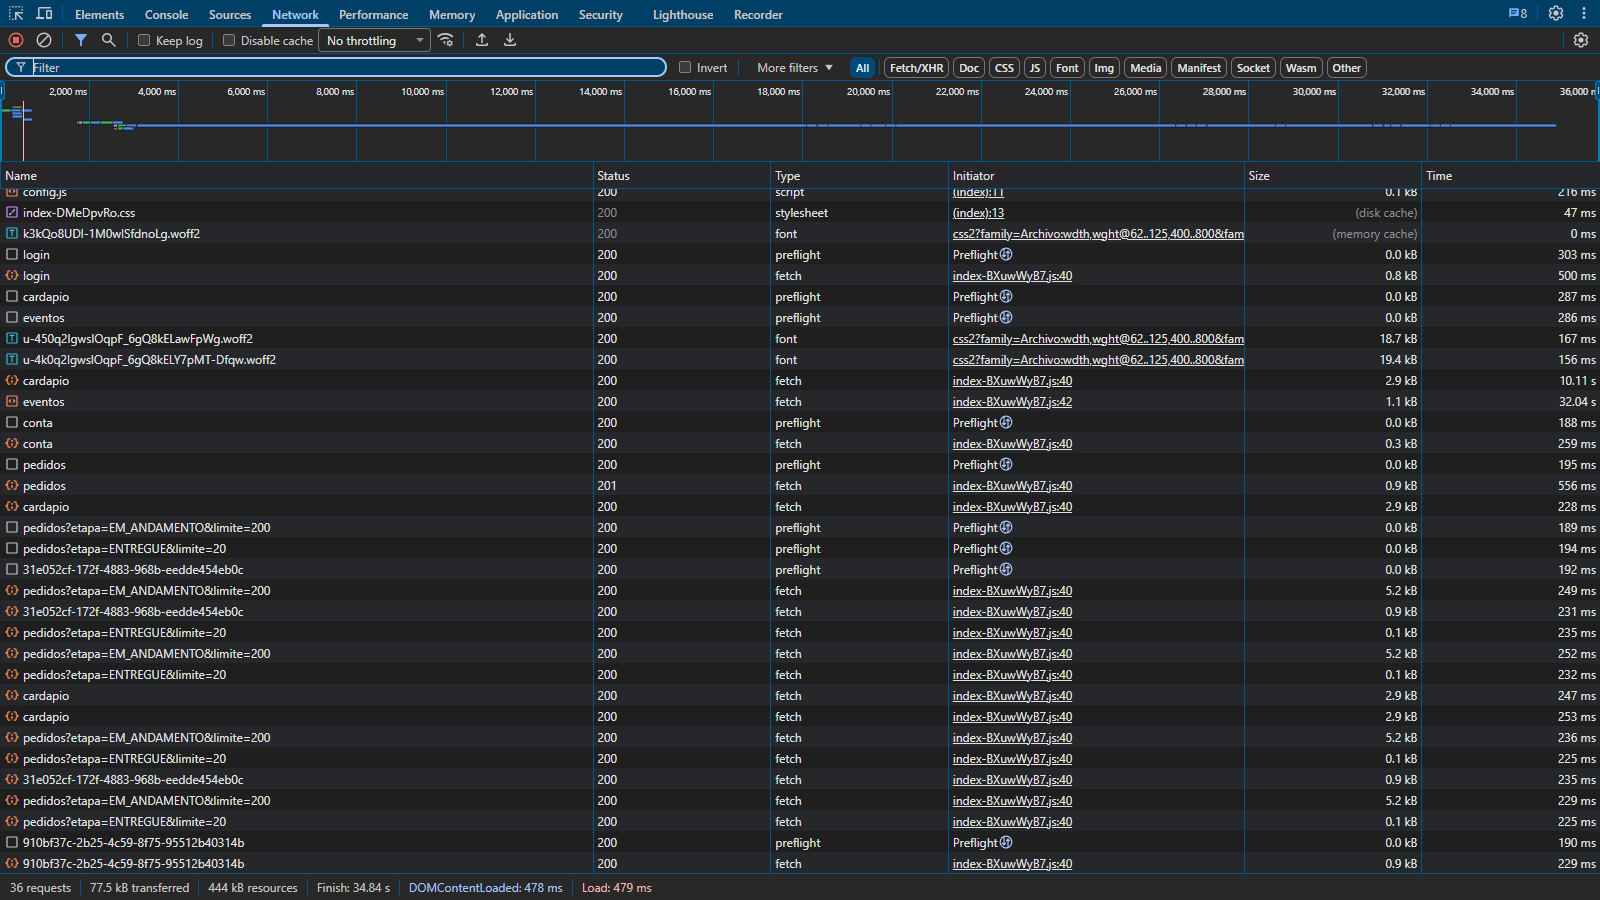 Elements Console Sources Network Performance Memory Application Security Lighthouse Recorder 8
Keep log Disable cache No throttling
Filter Invert More filters All Fetch/XHR Doc CSS JS Font Img Media Manifest Socket Wasm Other
2,000 ms 4,000 ms 6,000 ms 8,000 ms 10,000 ms 12,000 ms 14,000 ms 16,000 ms 18,000 ms 20,000 ms 22,000 ms 24,000 ms 26,000 ms 28,000 ms 30,000 ms 32,000 ms 34,000 ms 36,000 m
Name Status Type Initiator Size Time
config.js 200 script (index):11 0.1 kB 216 ms
index-DMeDpvRo.css 200 stylesheet (index):13 (disk cache) 47 ms
k3kQo8UDI-1M0wlSfdnoLg.woff2 200 font css2?family=Archivo:wdth,wght@62..125,400..800&fam (memory cache) 0 ms
login 200 preflight Preflight 0.0 kB 303 ms
login 200 fetch index-BXuwWyB7.js:40 0.8 kB 500 ms
cardapio 200 preflight Preflight 0.0 kB 287 ms
eventos 200 preflight Preflight 0.0 kB 286 ms
u-450q2lgwslOqpF_6gQ8kELawFpWg.woff2 200 font css2?family=Archivo:wdth,wght@62..125,400..800&fam 18.7 kB 167 ms
u-4k0q2lgwslOqpF_6gQ8kELY7pMT-Dfqw.woff2 200 font css2?family=Archivo:wdth,wght@62..125,400..800&fam 19.4 kB 156 ms
cardapio 200 fetch index-BXuwWyB7.js:40 2.9 kB 10.11 s
eventos 200 fetch index-BXuwWyB7.js:42 1.1 kB 32.04 s
conta 200 preflight Preflight 0.0 kB 188 ms
conta 200 fetch index-BXuwWyB7.js:40 0.3 kB 259 ms
pedidos 200 preflight Preflight 0.0 kB 195 ms
pedidos 201 fetch index-BXuwWyB7.js:40 0.9 kB 556 ms
cardapio 200 fetch index-BXuwWyB7.js:40 2.9 kB 228 ms
pedidos?etapa=EM_ANDAMENTO&limite=200 200 preflight Preflight 0.0 kB 189 ms
pedidos?etapa=ENTREGUE&limite=20 200 preflight Preflight 0.0 kB 194 ms
31e052cf-172f-4883-968b-eedde454eb0c 200 preflight Preflight 0.0 kB 192 ms
pedidos?etapa=EM_ANDAMENTO&limite=200 200 fetch index-BXuwWyB7.js:40 5.2 kB 249 ms
31e052cf-172f-4883-968b-eedde454eb0c 200 fetch index-BXuwWyB7.js:40 0.9 kB 231 ms
pedidos?etapa=ENTREGUE&limite=20 200 fetch index-BXuwWyB7.js:40 0.1 kB 235 ms
pedidos?etapa=EM_ANDAMENTO&limite=200 200 fetch index-BXuwWyB7.js:40 5.2 kB 252 ms
pedidos?etapa=ENTREGUE&limite=20 200 fetch index-BXuwWyB7.js:40 0.1 kB 232 ms
cardapio 200 fetch index-BXuwWyB7.js:40 2.9 kB 247 ms
cardapio 200 fetch index-BXuwWyB7.js:40 2.9 kB 253 ms
pedidos?etapa=EM_ANDAMENTO&limite=200 200 fetch index-BXuwWyB7.js:40 5.2 kB 236 ms
pedidos?etapa=ENTREGUE&limite=20 200 fetch index-BXuwWyB7.js:40 0.1 kB 225 ms
31e052cf-172f-4883-968b-eedde454eb0c 200 fetch index-BXuwWyB7.js:40 0.9 kB 235 ms
pedidos?etapa=EM_ANDAMENTO&limite=200 200 fetch index-BXuwWyB7.js:40 5.2 kB 229 ms
pedidos?etapa=ENTREGUE&limite=20 200 fetch index-BXuwWyB7.js:40 0.1 kB 225 ms
910bf37c-2b25-4c59-8f75-95512b40314b 200 preflight Preflight 0.0 kB 190 ms
910bf37c-2b25-4c59-8f75-95512b40314b 200 fetch index-BXuwWyB7.js:40 0.9 kB 229 ms
36 requests 77.5 kB transferred 444 kB resources Finish: 34.84 s DOMContentLoaded: 478 ms Load: 479 ms